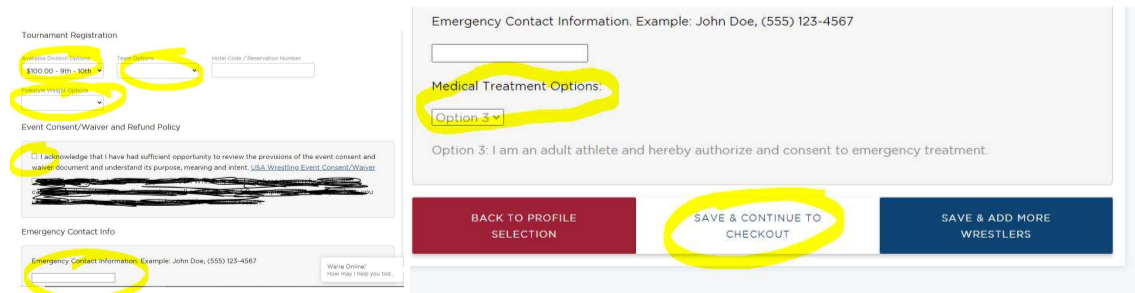 Tournament Registration
Available Division Options Team Options Hotel Code / Reservation Number
$100.00 - 9th - 10th
Folkstyle Weight Options
Event Consent/Waiver and Refund Policy
I acknowledge that I have had sufficient opportunity to review the provisions of the event consent and
waiver document and understand its purpose, meaning and intent. USA Wrestling Event Consent/Waiver
Emergency Contact Info
Emergency Contact Information. Example: John Doe, (555) 123-4567
We're Online!
How may I help you tod...
Emergency Contact Information. Example: John Doe, (555) 123-4567
Medical Treatment Options:
Option 3
Option 3: I am an adult athlete and hereby authorize and consent to emergency treatment.
BACK TO PROFILE
SELECTION
SAVE & CONTINUE TO
CHECKOUT
SAVE & ADD MORE
WRESTLERS